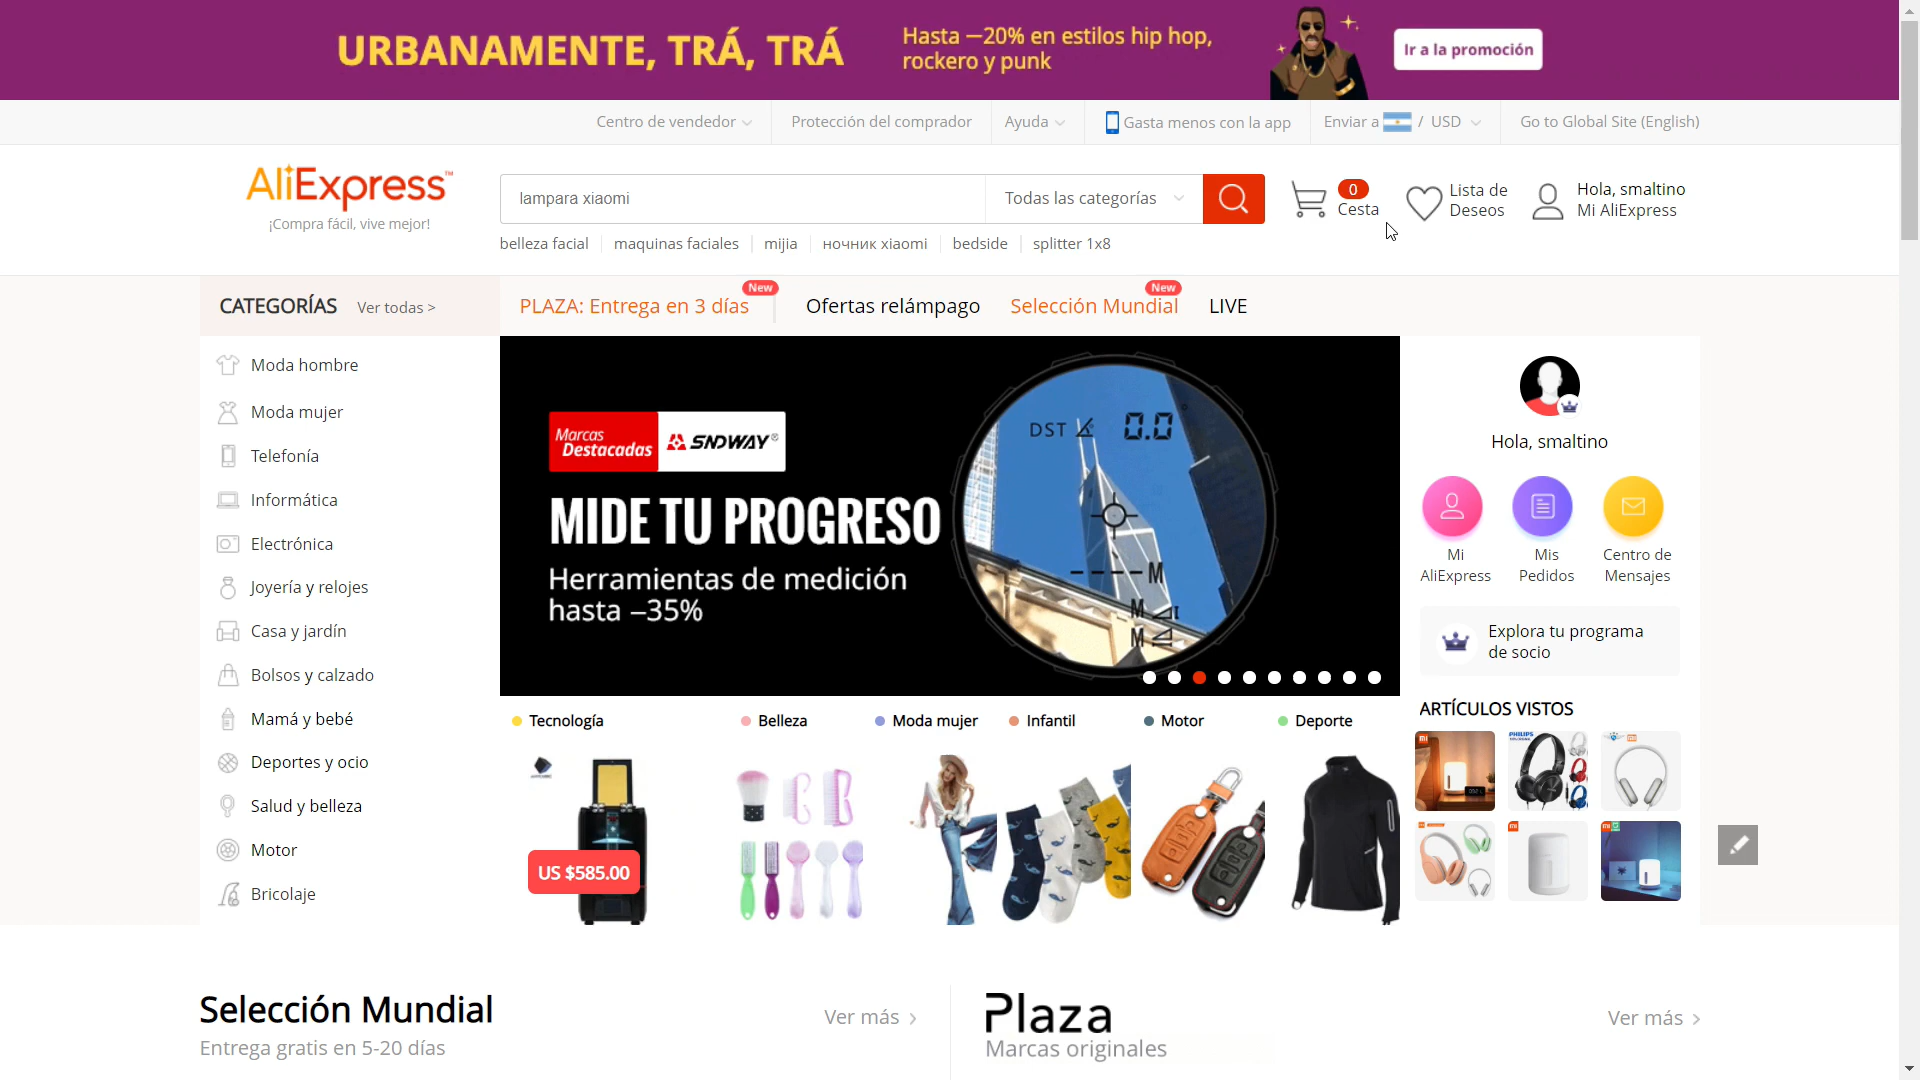 URBANAMENTE, TRÁ, TRÁ
Hasta –20% en estilos hip hop,
rockero y punk
Ir a la promoción
Centro de vendedor
Protección del comprador
Ayuda
Gasta menos con la app
Enviar a / USD
Go to Global Site (English)
AliExpress™
¡Compra fácil, vive mejor!
lampara xiaomi
Todas las categorías
0
Cesta
Lista de
Deseos
Hola, smaltino
Mi AliExpress
belleza facial
maquinas faciales
mijia
ночник xiaomi
bedside
splitter 1x8
CATEGORÍAS
Ver todas >
PLAZA: Entrega en 3 días
New
Ofertas relámpago
Selección Mundial
New
LIVE
Moda hombre
Moda mujer
Telefonía
Informática
Electrónica
Joyería y relojes
Casa y jardín
Bolsos y calzado
Mamá y bebé
Deportes y ocio
Salud y belleza
Motor
Bricolaje
Marcas
Destacadas
SNDWAY®
MIDE TU PROGRESO
Herramientas de medición
hasta –35%
DST
0.0
----M
M
M
Tecnología
Belleza
Moda mujer
Infantil
Motor
Deporte
US $585.00
Hola, smaltino
Mi
AliExpress
Mis
Pedidos
Centro de
Mensajes
Explora tu programa
de socio
ARTÍCULOS VISTOS
PHILIPS
Selección Mundial
Entrega gratis en 5-20 días
Ver más >
Plaza
Marcas originales
Ver más >